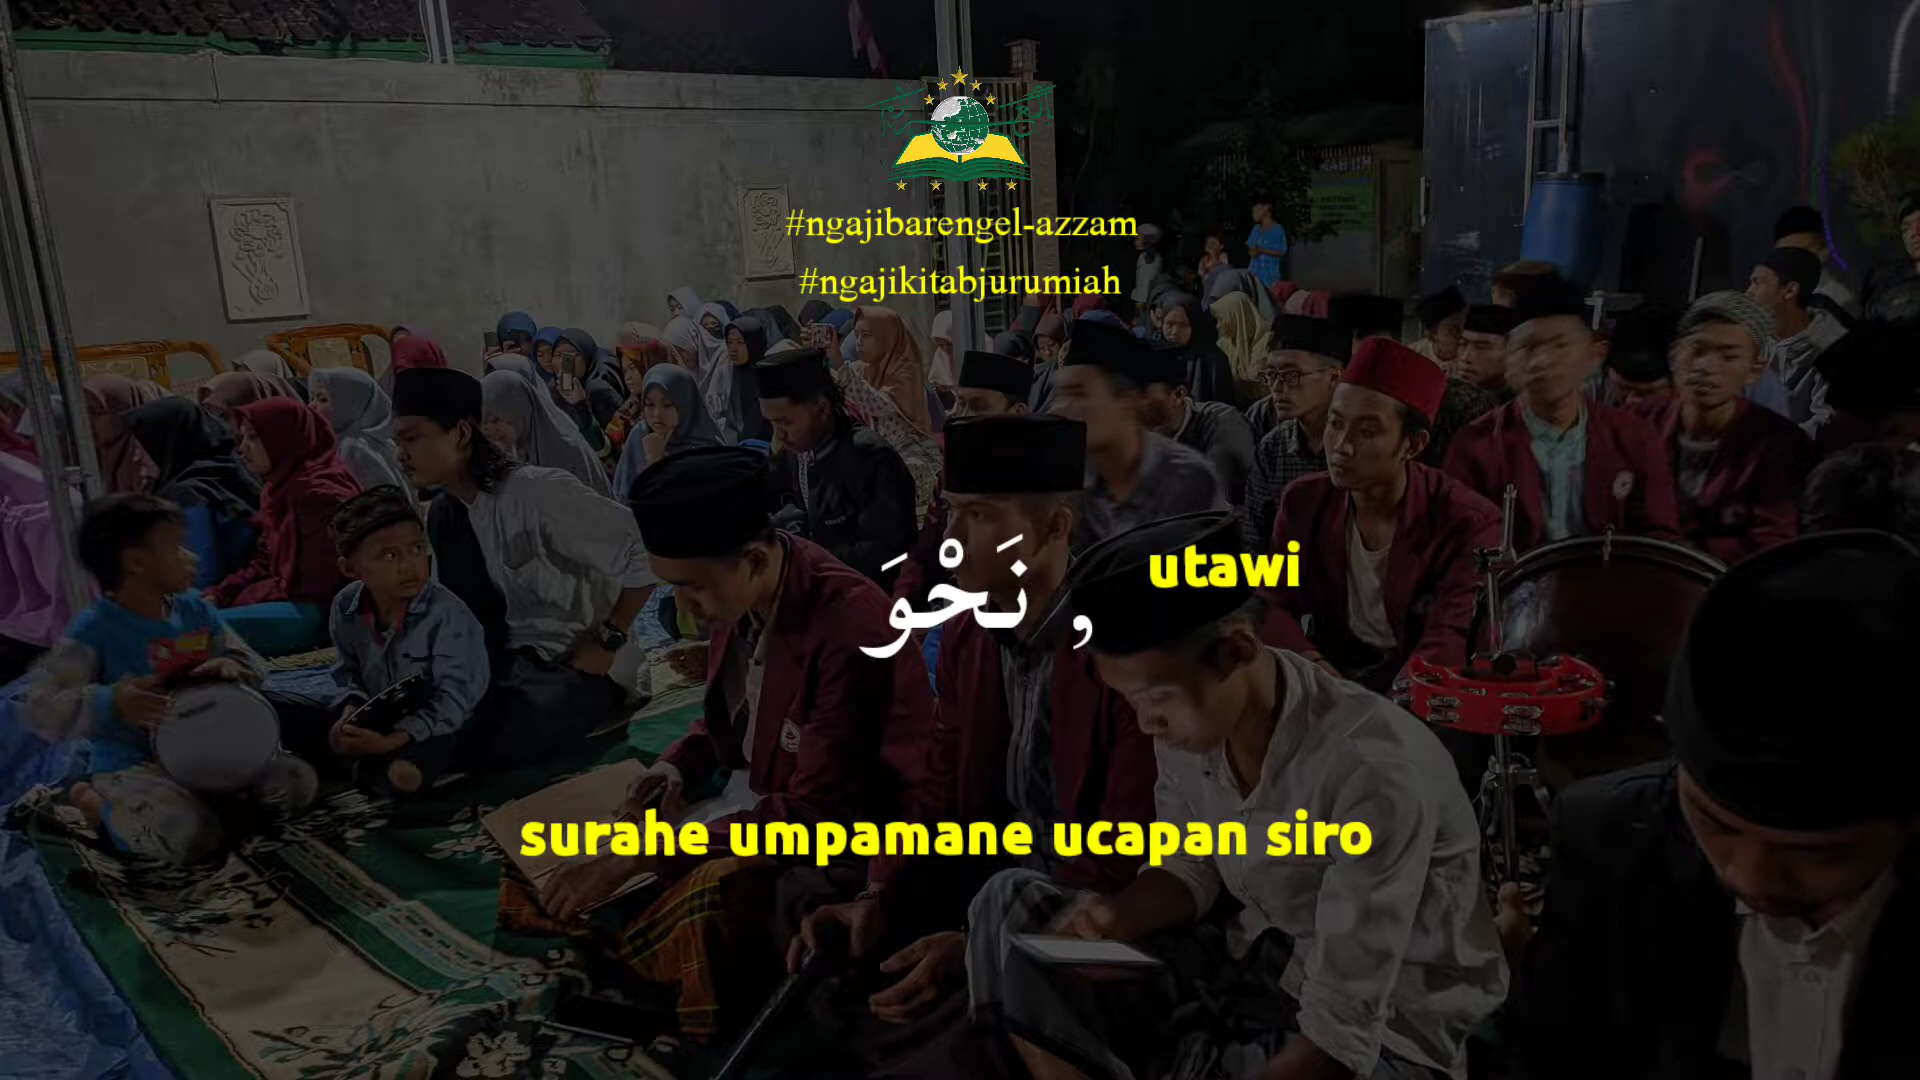 #ngajibarengel-azzam
#ngajikitabjurumiah
utawi
, نَحْوَ
surahe umpamane ucapan siro